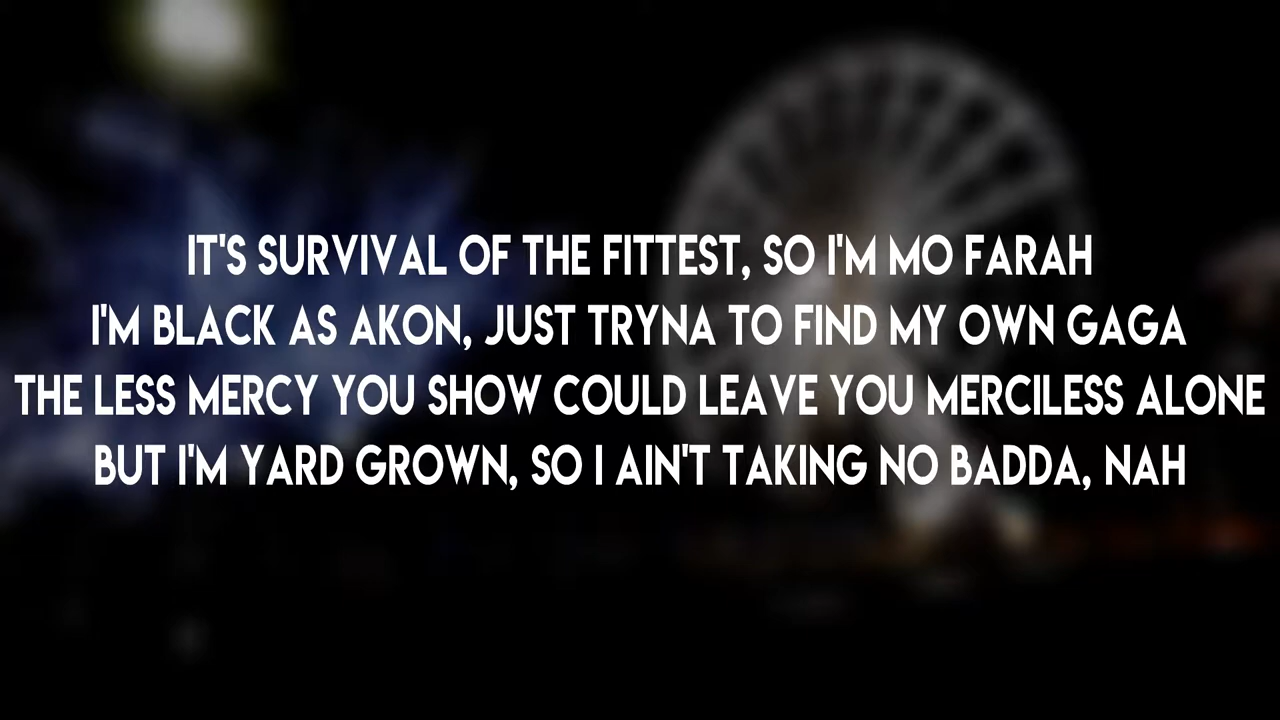 IT'S SURVIVAL OF THE FITTEST, SO I'M MO FARAH
I'M BLACK AS AKON, JUST TRYNA TO FIND MY OWN GAGA
THE LESS MERCY YOU SHOW COULD LEAVE YOU MERCILESS ALONE
BUT I'M YARD GROWN, SO I AIN'T TAKING NO BADDA, NAH